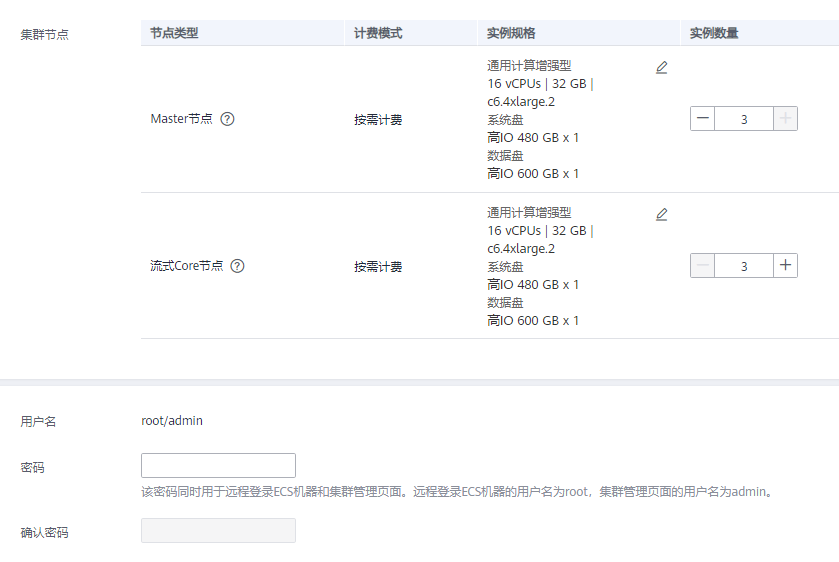 集群节点
节点类型 计费模式 实例规格 实例数量
Master节点 ?
按需计费
通用计算增强型
16 vCPUs | 32 GB |
c6.4xlarge.2
系统盘
高IO 480 GB x 1
数据盘
高IO 600 GB x 1
3
流式Core节点 ?
按需计费
通用计算增强型
16 vCPUs | 32 GB |
c6.4xlarge.2
系统盘
高IO 480 GB x 1
数据盘
高IO 600 GB x 1
3
用户名 root/admin
密码
该密码同时用于远程登录ECS机器和集群管理页面。远程登录ECS机器的用户名为root，集群管理页面的用户名为admin。
确认密码